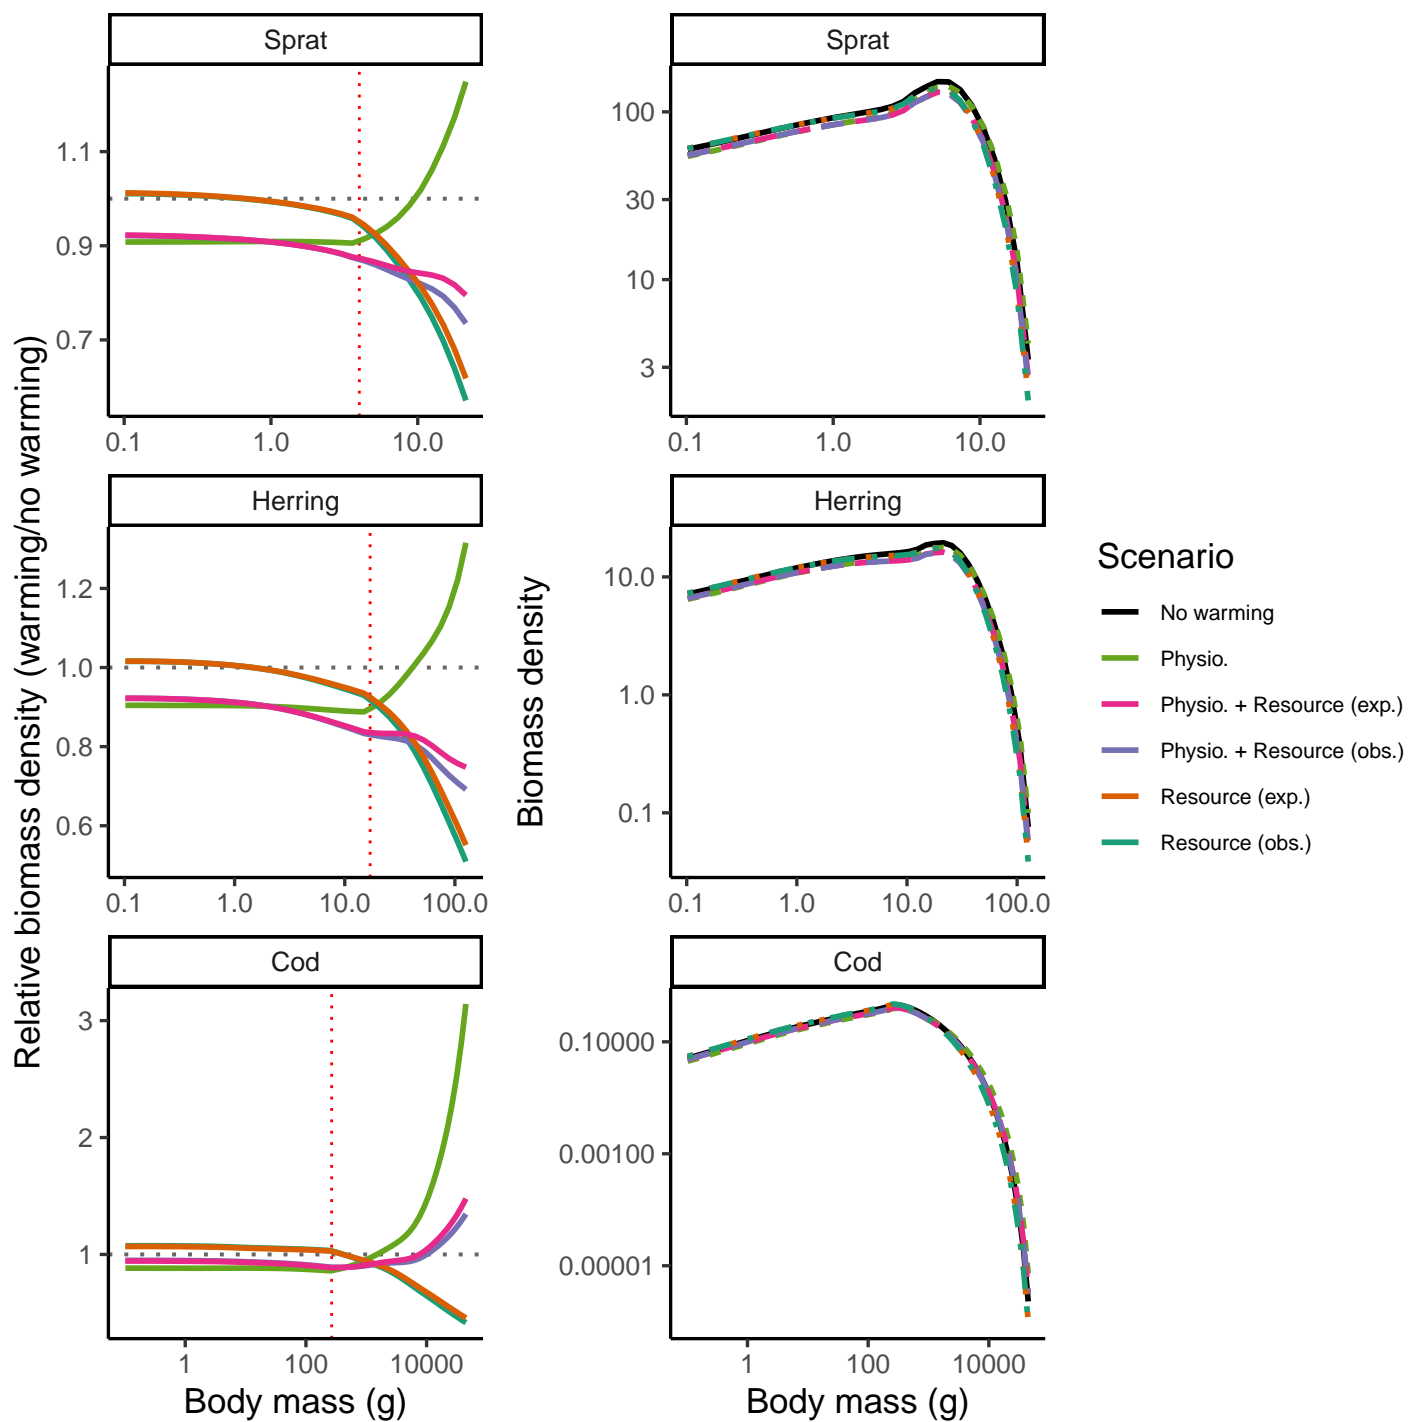 Sprat
Sprat
1.1
0.9
0.7
0.1
1.0
10.0
100
30
10
3
0.1
1.0
10.0
Herring
Herring
1.2
1.0
0.8
0.6
0.1
1.0
10.0
100.0
10.0
1.0
0.1
0.1
1.0
10.0
100.0
Cod
Cod
3
2
1
1
100
10000
0.10000
0.00100
0.00001
1
100
10000
Relative biomass density (warming/no warming)
Biomass density
Body mass (g)
Body mass (g)
Scenario
No warming
Physio.
Physio. + Resource (exp.)
Physio. + Resource (obs.)
Resource (exp.)
Resource (obs.)